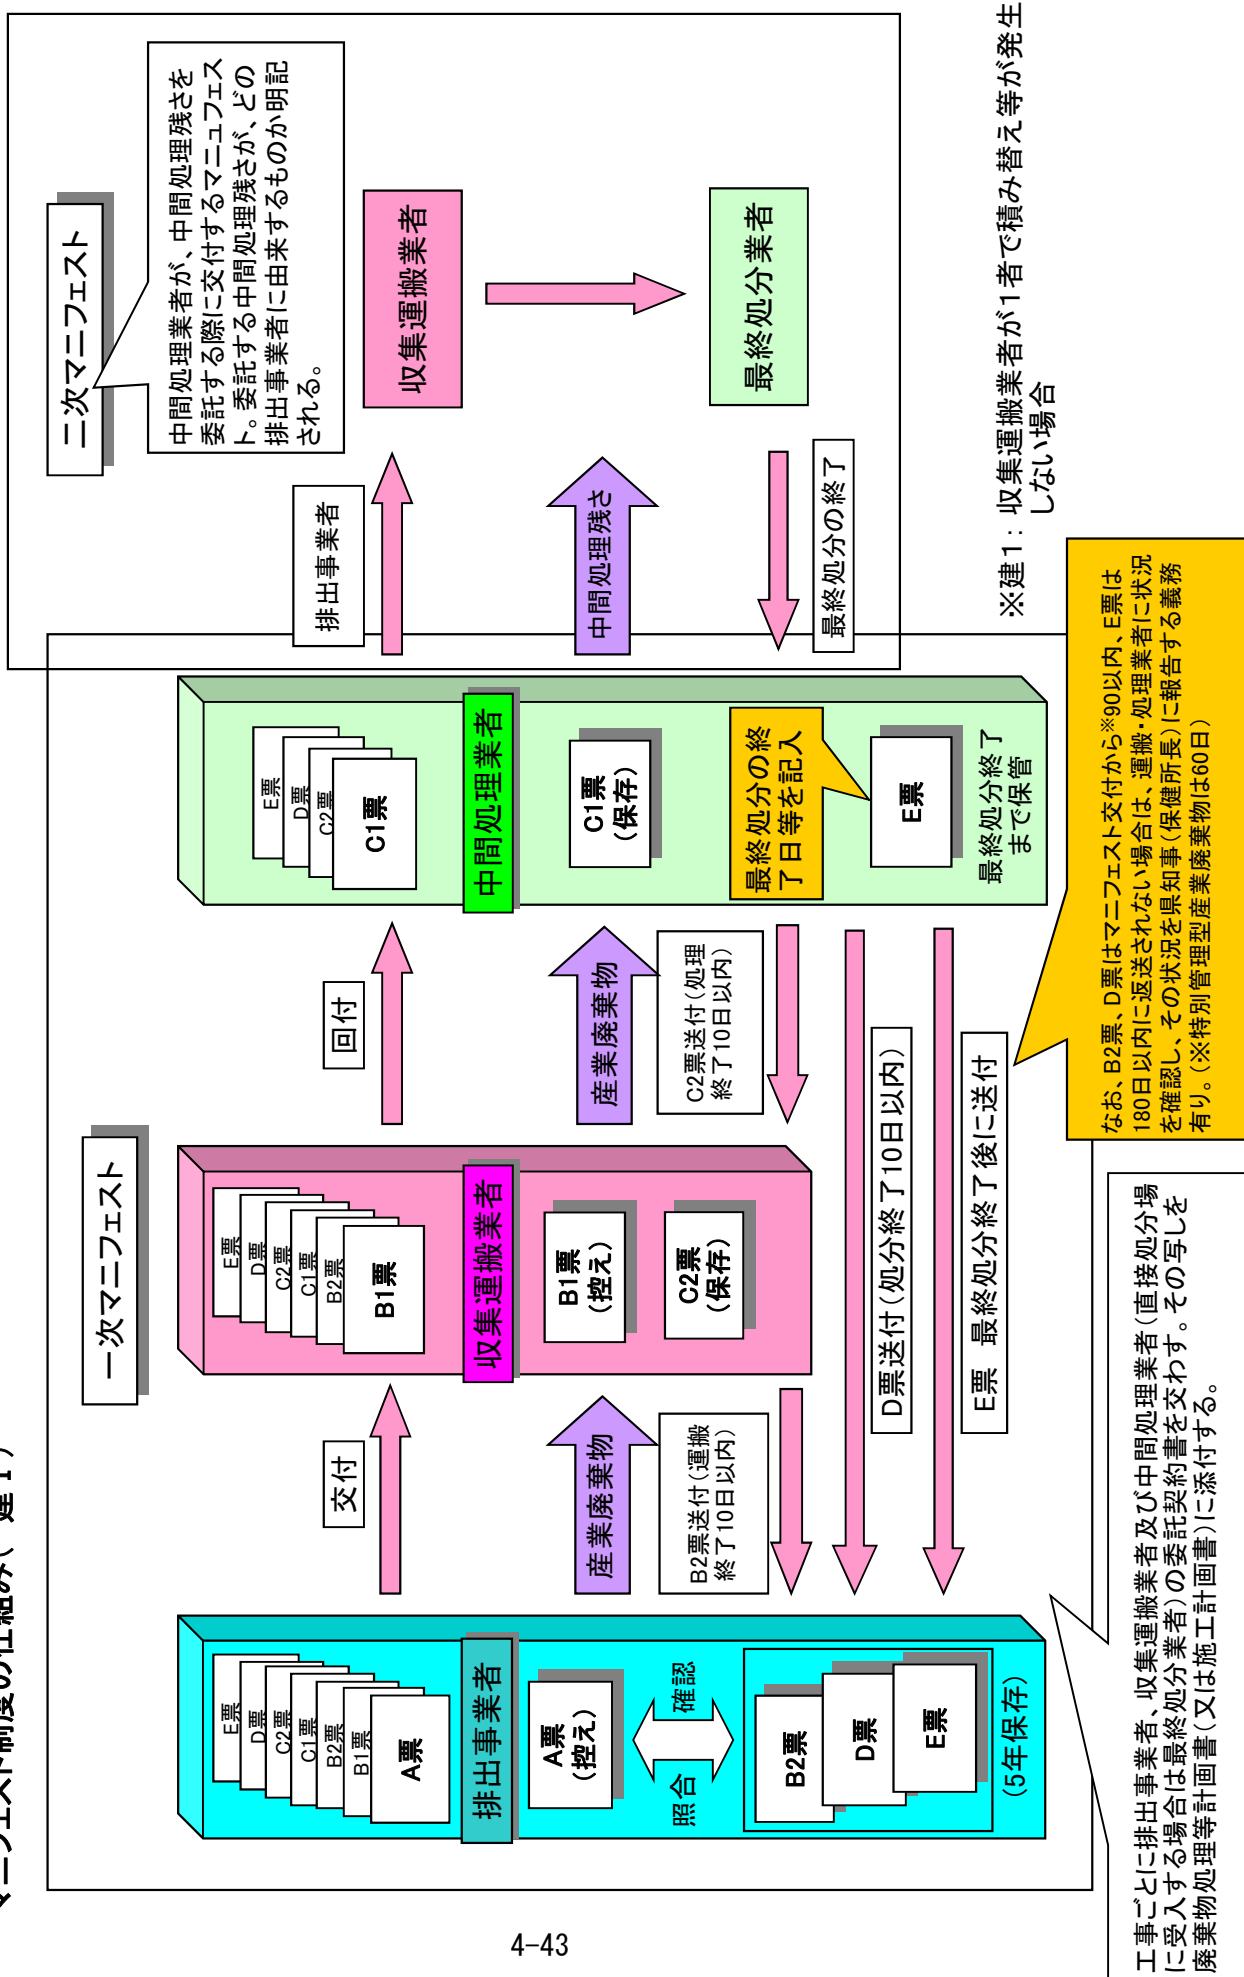 マニフェスト制度の仕組み(　建１)
一次マニフェスト
二次マニフェスト
中間処理業者が、中間処理残さを
委託する際に交付するマニュフェス
ト。委託する中間処理残さが、どの
排出事業者に由来するものか明記
される。
E票
D票
C2票
C1票
B2票
B1票
A票
排出事業者
A票
(控え)
照合
確認
B2票
D票
E票
(5年保存)
交付
産業廃棄物
B2票送付(運搬
終了10日以内)
E票
D票
C2票
C1票
B2票
B1票
収集運搬業者
B1票
(控え)
C2票
(保存)
回付
産業廃棄物
C2票送付(処理
終了10日以内)
D票送付(処分終了10日以内)
E票 最終処分終了後に送付
E票
D票
C2票
C1票
中間処理業者
C1票
(保存)
最終処分の終
了日等を記入
E票
最終処分終了
まで保管
排出事業者
中間処理残さ
最終処分の終了
収集運搬業者
最終処分業者
※建1: 収集運搬業者が1者で積み替え等が発生
しない場合
なお、B2票、D票はマニフェスト交付から※90以内、E票は
180日以内に返送されない場合は、運搬・処理業者に状況
を確認し、その状況を県知事(保健所長)に報告する義務
有り。(※特別管理型産業廃棄物は60日)
工事ごとに排出事業者、収集運搬業者及び中間処理業者(直接処分場
に受入する場合は最終処分業者)の委託契約書を交わす。その写しを
廃棄物処理等計画書(又は施工計画書)に添付する。
4-43